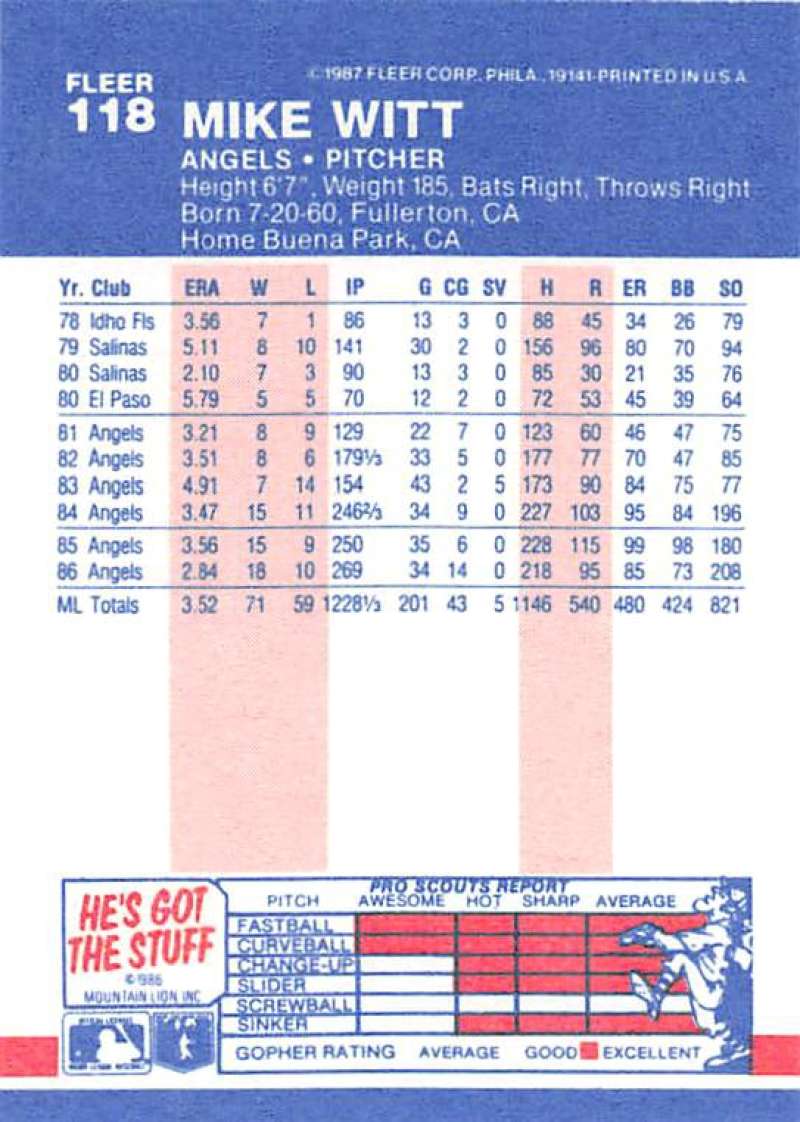 © 1987 FLEER CORP. PHILA., 19141-PRINTED IN U.S.A.
FLEER
118 MIKE WITT
ANGELS • PITCHER
Height 6'7", Weight 185, Bats Right, Throws Right
Born 7-20-60, Fullerton, CA
Home Buena Park, CA
Yr. Club ERA W L IP G CG SV H R ER BB SO
78 Idho Fls 3.56 7 1 86 13 3 0 88 45 34 26 79
79 Salinas 5.11 8 10 141 30 2 0 156 96 80 70 94
80 Salinas 2.10 7 3 90 13 3 0 85 30 21 35 76
80 El Paso 5.79 5 5 70 12 2 0 72 53 45 39 64
81 Angels 3.21 8 9 129 22 7 0 123 60 46 47 75
82 Angels 3.51 8 6 179⅓ 33 5 0 177 77 70 47 85
83 Angels 4.91 7 14 154 43 2 5 173 90 84 75 77
84 Angels 3.47 15 11 246⅔ 34 9 0 227 103 95 84 196
85 Angels 3.56 15 9 250 35 6 0 228 115 99 98 180
86 Angels 2.84 18 10 269 34 14 0 218 95 85 73 208
ML Totals 3.52 71 59 1228⅓ 201 43 5 1146 540 480 424 821
HE'S GOT
THE STUFF
© 1986
MOUNTAIN LION INC
PRO SCOUTS REPORT
PITCH AWESOME HOT SHARP AVERAGE
FASTBALL
CURVEBALL
CHANGE-UP
SLIDER
SCREWBALL
SINKER
GOPHER RATING AVERAGE GOOD EXCELLENT